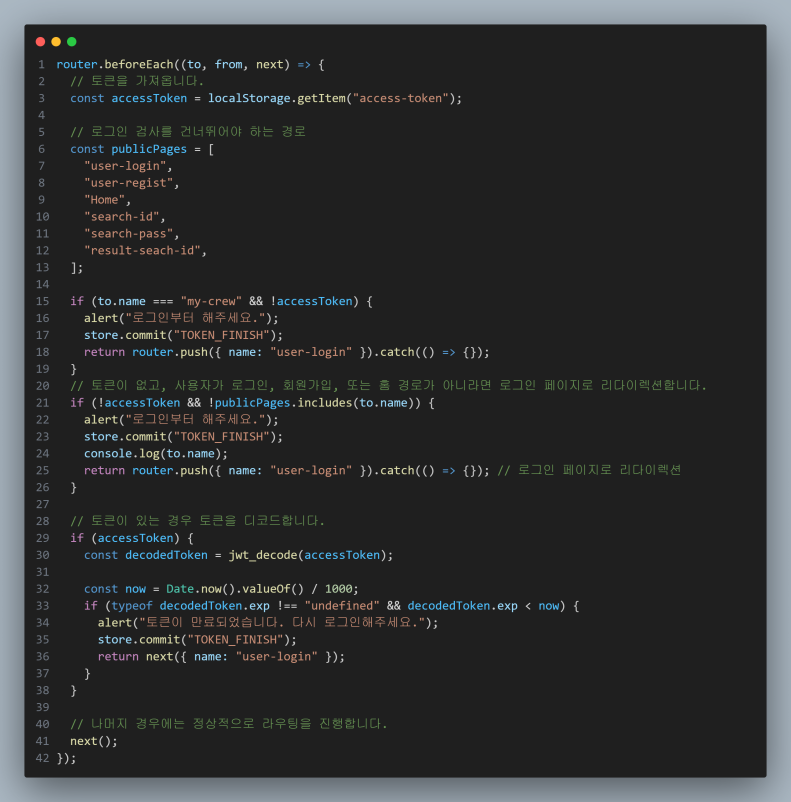 1 router.beforeEach((to, from, next) => {
2   // 토큰을 가져옵니다.
3   const accessToken = localStorage.getItem("access-token");
4
5   // 로그인 검사를 건너뛰어야 하는 경로
6   const publicPages = [
7     "user-login",
8     "user-regist",
9     "Home",
10     "search-id",
11     "search-pass",
12     "result-seach-id",
13   ];
14
15   if (to.name === "my-crew" && !accessToken) {
16     alert("로그인부터 해주세요.");
17     store.commit("TOKEN_FINISH");
18     return router.push({ name: "user-login" }).catch(() => {});
19   }
20   // 토큰이 없고, 사용자가 로그인, 회원가입, 또는 홈 경로가 아니라면 로그인 페이지로 리다이렉션합니다.
21   if (!accessToken && !publicPages.includes(to.name)) {
22     alert("로그인부터 해주세요.");
23     store.commit("TOKEN_FINISH");
24     console.log(to.name);
25     return router.push({ name: "user-login" }).catch(() => {}); // 로그인 페이지로 리다이렉션
26   }
27
28   // 토큰이 있는 경우 토큰을 디코드합니다.
29   if (accessToken) {
30     const decodedToken = jwt_decode(accessToken);
31
32     const now = Date.now().valueOf() / 1000;
33     if (typeof decodedToken.exp !== "undefined" && decodedToken.exp < now) {
34       alert("토큰이 만료되었습니다. 다시 로그인해주세요.");
35       store.commit("TOKEN_FINISH");
36       return next({ name: "user-login" });
37     }
38   }
39
40   // 나머지 경우에는 정상적으로 라우팅을 진행합니다.
41   next();
42 });